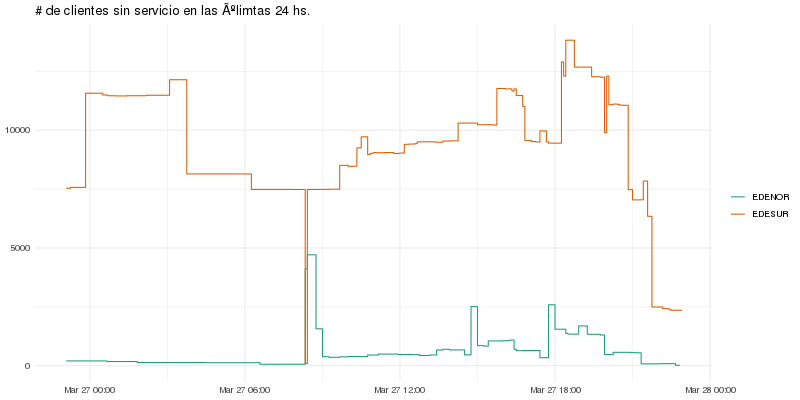 # de clientes sin servicio en las Ãºlimtas 24 hs.
10000
5000
0
Mar 27 00:00
Mar 27 06:00
Mar 27 12:00
Mar 27 18:00
Mar 28 00:00
EDENOR
EDESUR